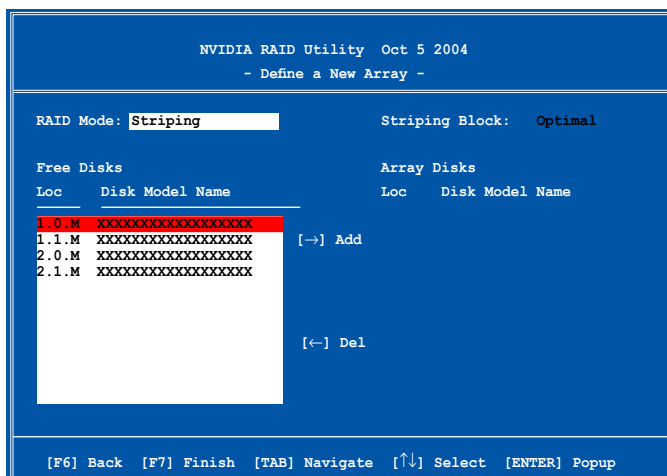 NVIDIA RAID Utility Oct 5 2004
- Define a New Array -
RAID Mode: Striping Striping Block: Optimal
Free Disks Array Disks
Loc Disk Model Name Loc Disk Model Name
1.0.M XXXXXXXXXXXXXXXXXX
1.1.M XXXXXXXXXXXXXXXXXX
[→] Add
2.0.M XXXXXXXXXXXXXXXXXX
2.1.M XXXXXXXXXXXXXXXXXX
[←] Del
[F6] Back [F7] Finish [TAB] Navigate [↑↓] Select [ENTER] Popup